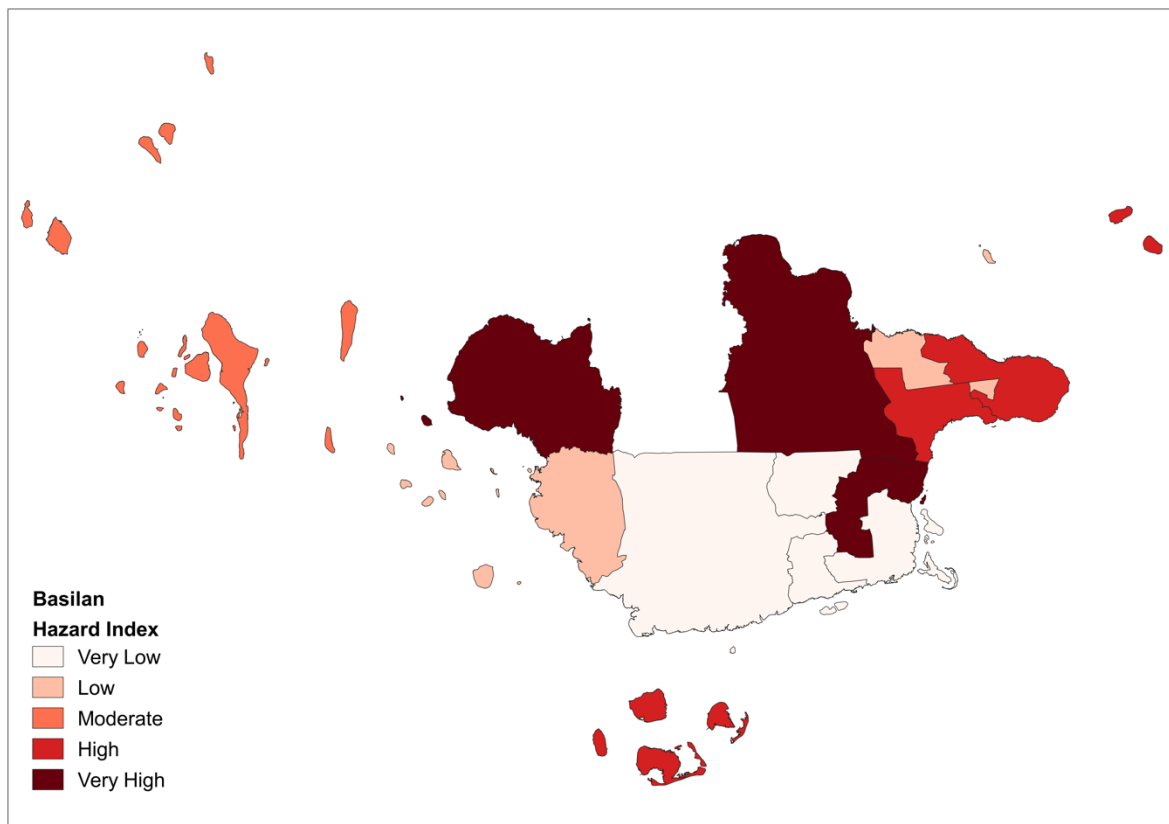 Basilan
Hazard Index
Very Low
Low
Moderate
High
Very High